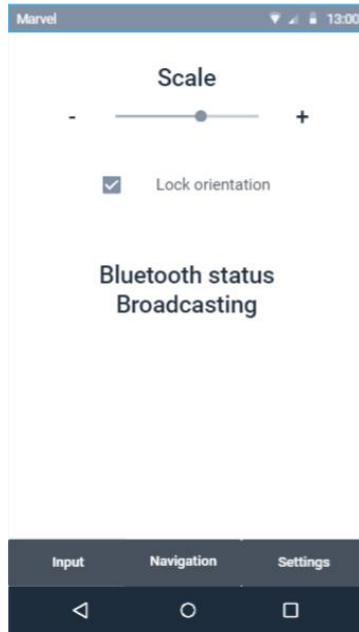 Marvel 13:00
Scale
- +
Lock orientation
Bluetooth status
Broadcasting
Input Navigation Settings